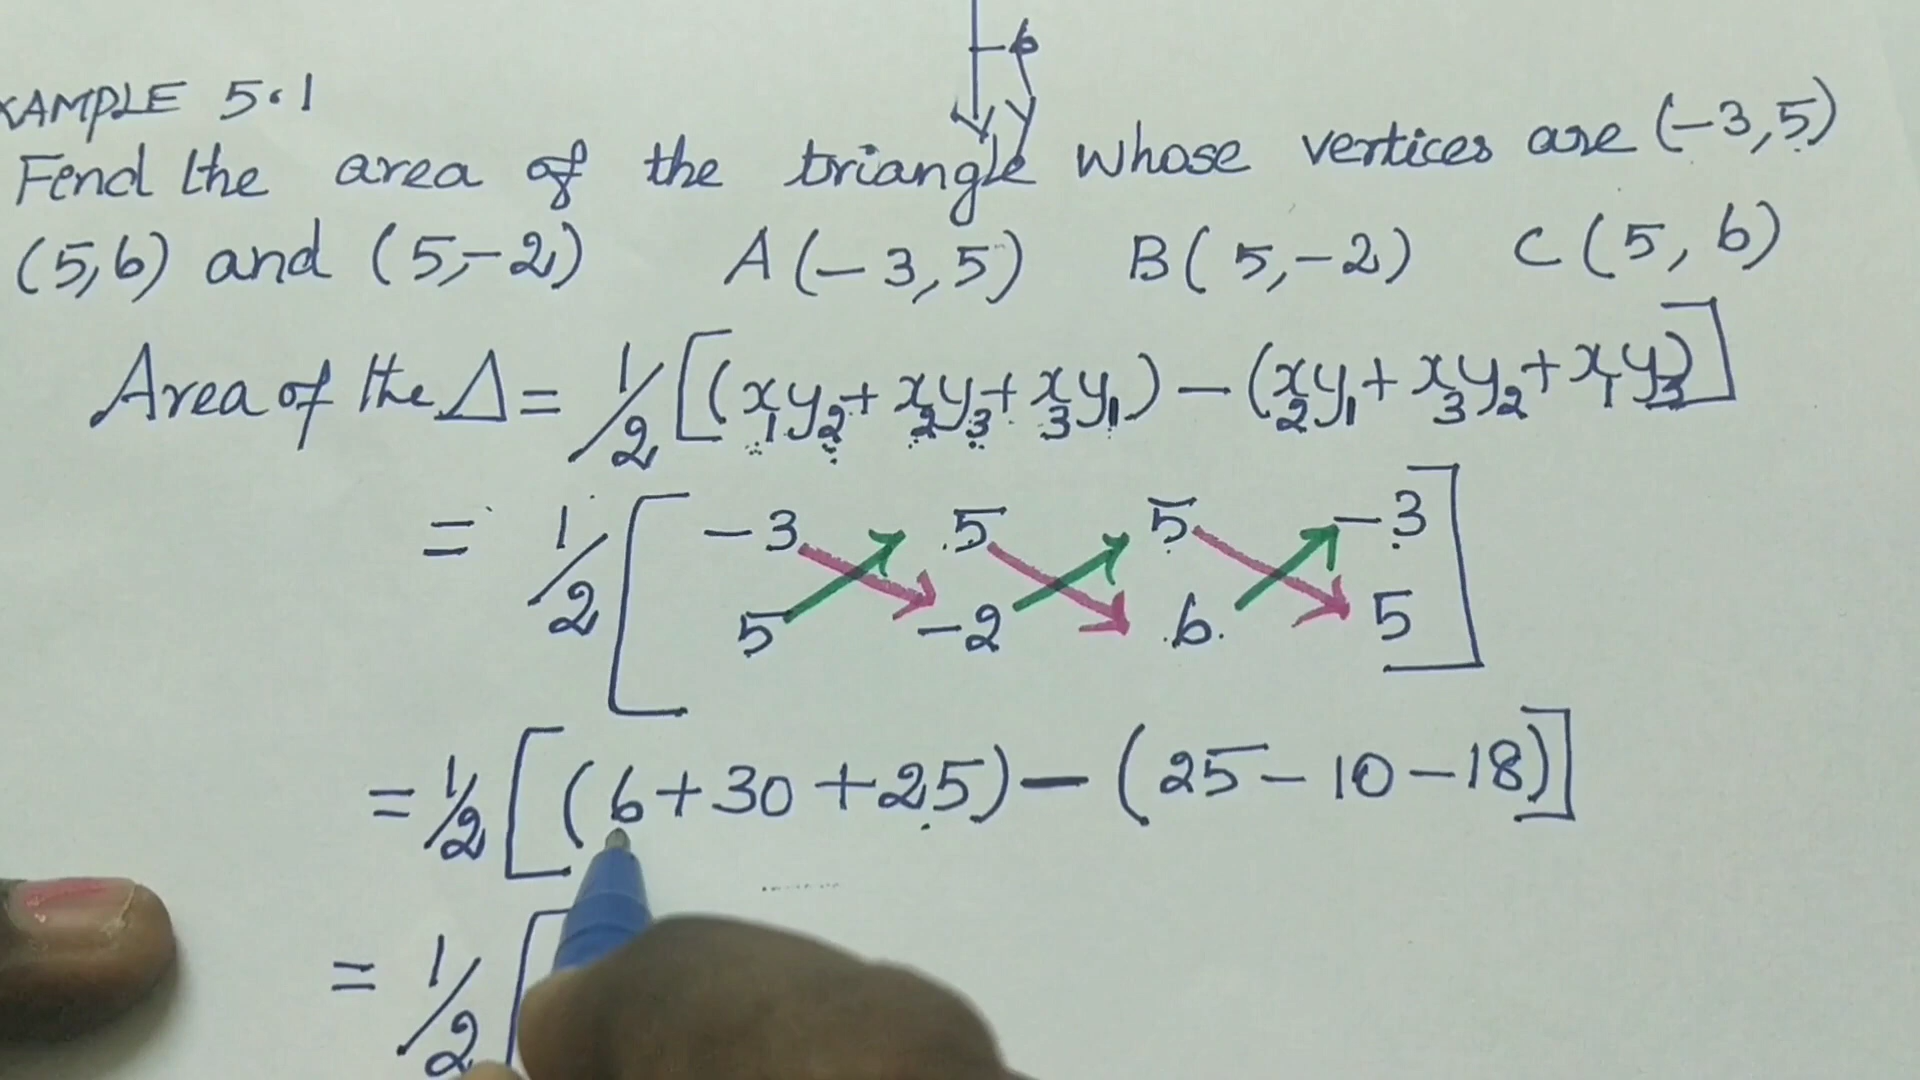 -6
XAMPLE 5.1
Find the area of the triangle whose vertices are (-3,5)
(5,6) and (5,-2) A(-3,5) B(5,-2) C(5,6)
Area of the Δ = 1/2 [(x₁y₂ + x₂y₃ + x₃y₁) - (x₂y₁ + x₃y₂ + x₁y₃)]
= 1/2 [ -3 5 5 -3
5 -2 6 5 ]
= 1/2 [(6+30+25) - (25-10-18)]
= 1/2 [